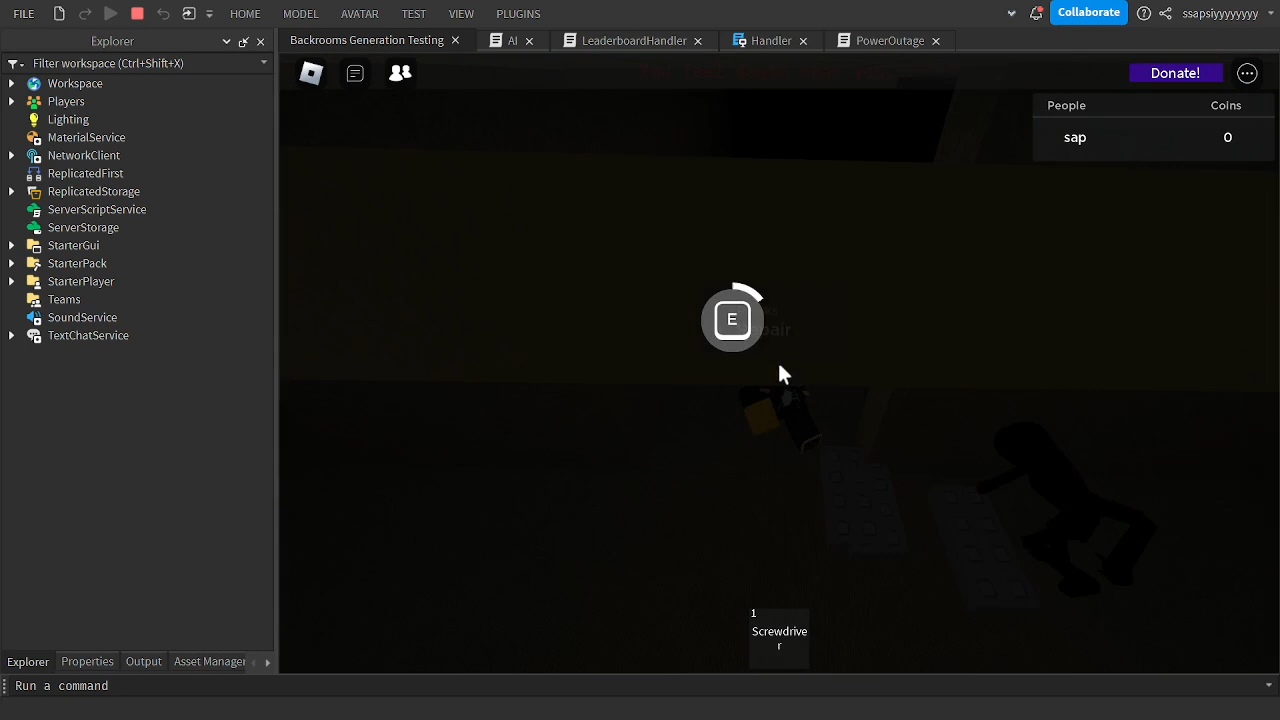 FILE
HOME
MODEL
AVATAR
TEST
VIEW
PLUGINS
Collaborate
ssapsiyyyyyyyy
Explorer
Backrooms Generation Testing
AI
LeaderboardHandler
Handler
PowerOutage
Filter workspace (Ctrl+Shift+X)
Workspace
Players
Lighting
MaterialService
NetworkClient
ReplicatedFirst
ReplicatedStorage
ServerScriptService
ServerStorage
StarterGui
StarterPack
StarterPlayer
Teams
SoundService
TextChatService
Donate!
People Coins
sap 0
E
1
Screwdrive
r
Explorer
Properties
Output
Asset Manager
Run a command